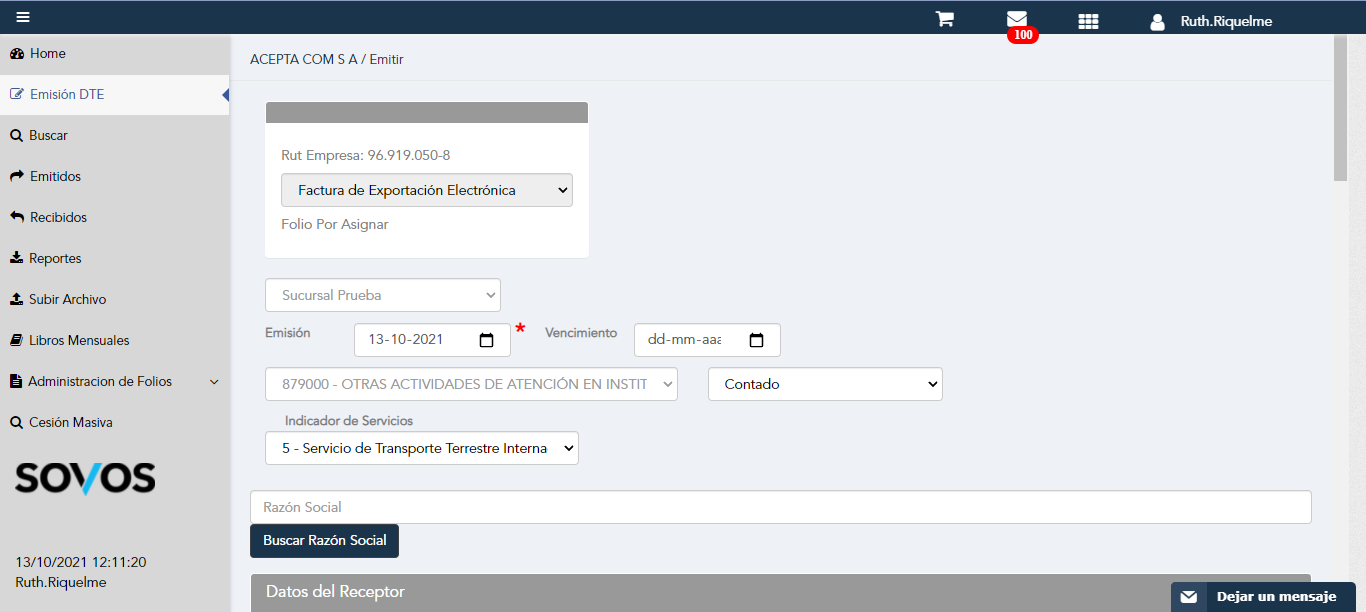 100
Ruth.Riquelme
Home
Emisión DTE
Buscar
Emitidos
Recibidos
Reportes
Subir Archivo
Libros Mensuales
Administracion de Folios
Cesión Masiva
SOVOS
13/10/2021 12:11:20
Ruth.Riquelme
ACEPTA COM S A / Emitir
Rut Empresa: 96.919.050-8
Factura de Exportación Electrónica
Folio Por Asignar
Sucursal Prueba
Emisión 13-10-2021 * Vencimiento dd-mm-aaa
879000 - OTRAS ACTIVIDADES DE ATENCIÓN EN INSTIT Contado
Indicador de Servicios
5 - Servicio de Transporte Terrestre Interna
Razón Social
Buscar Razón Social
Datos del Receptor
Dejar un mensaje